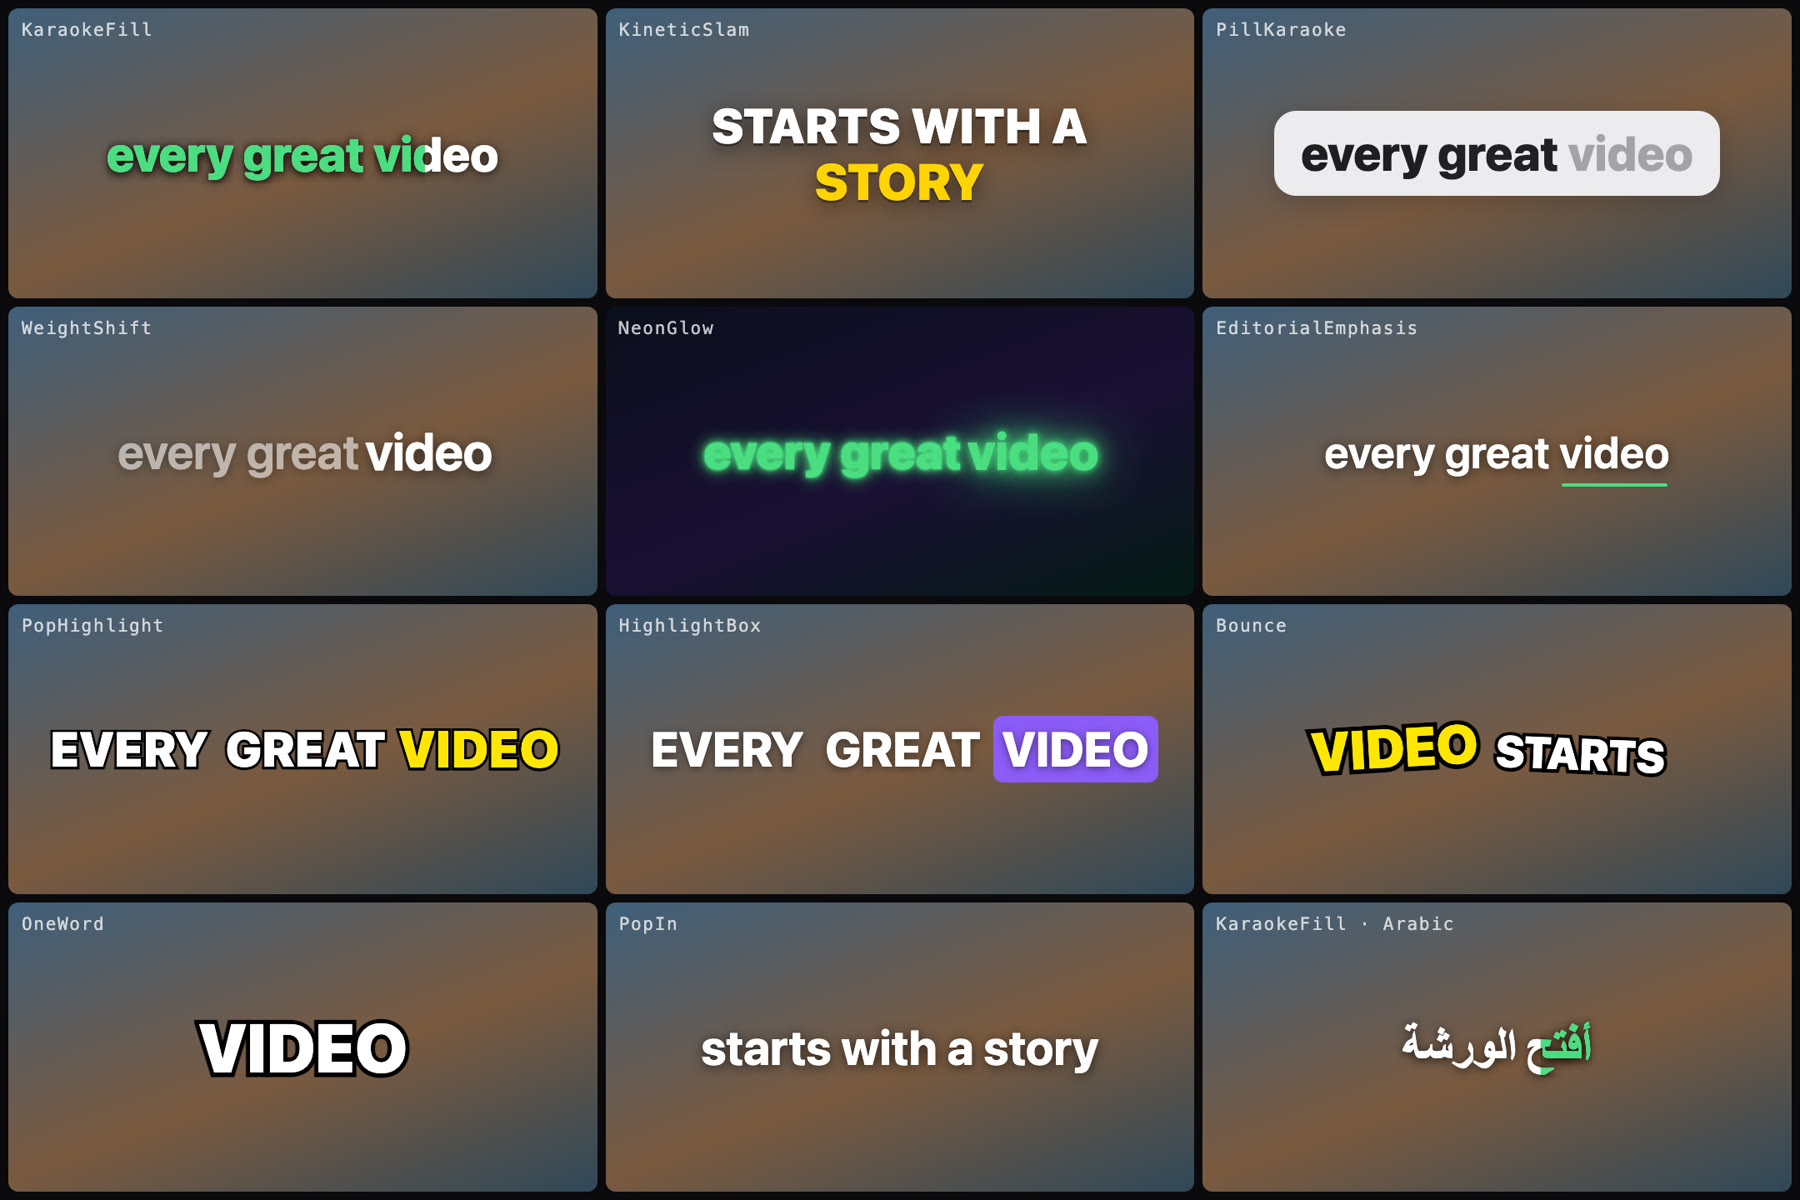 KaraokeFill
every great video
KineticSlam
STARTS WITH A
STORY
PillKaraoke
every great video
WeightShift
every great video
NeonGlow
every great video
EditorialEmphasis
every great video
PopHighlight
EVERY GREAT VIDEO
HighlightBox
EVERY GREAT VIDEO
Bounce
VIDEO STARTS
OneWord
VIDEO
PopIn
starts with a story
KaraokeFill · Arabic
أفتح الورشة